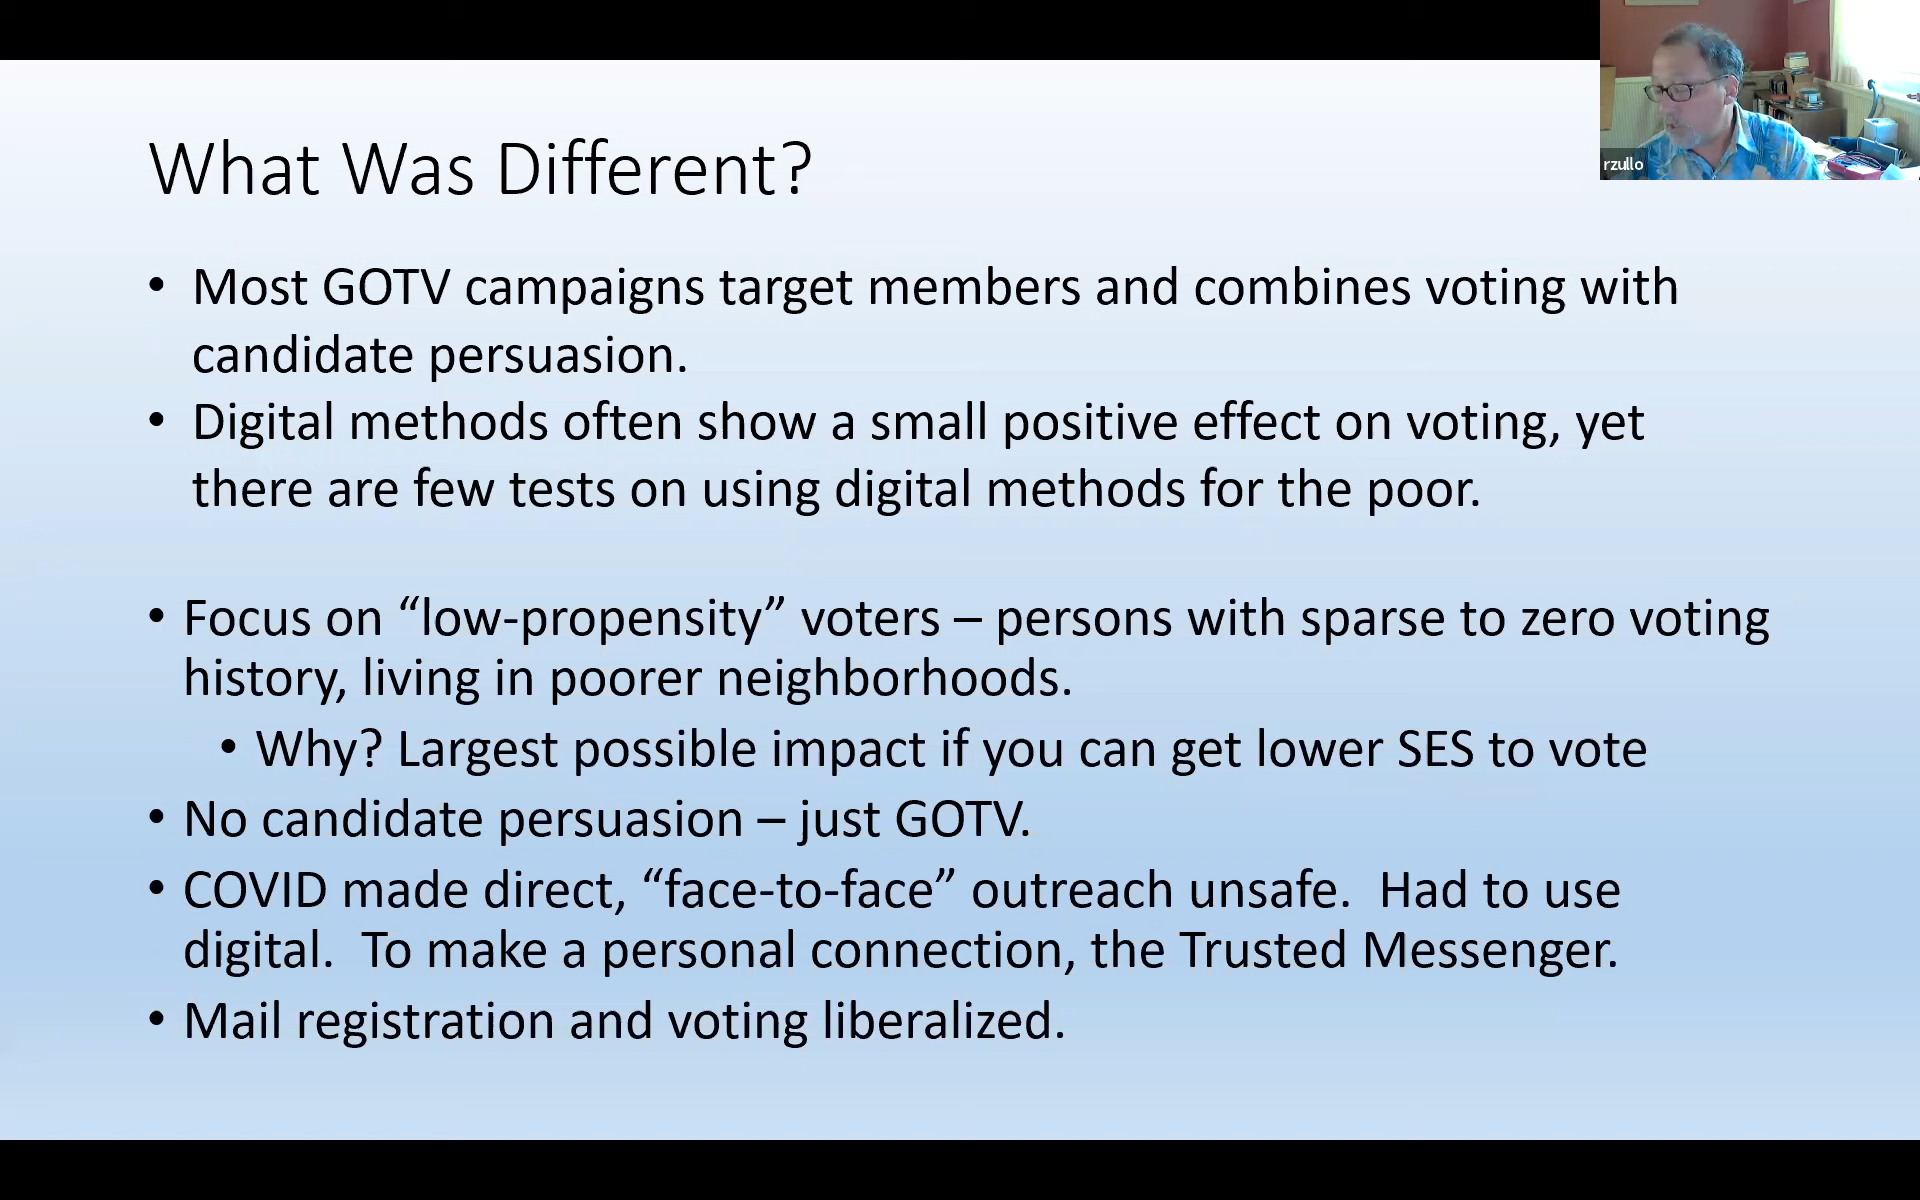 rzullo
What Was Different?
• Most GOTV campaigns target members and combines voting with
candidate persuasion.
• Digital methods often show a small positive effect on voting, yet
there are few tests on using digital methods for the poor.
• Focus on “low-propensity” voters – persons with sparse to zero voting
history, living in poorer neighborhoods.
• Why? Largest possible impact if you can get lower SES to vote
• No candidate persuasion – just GOTV.
• COVID made direct, “face-to-face” outreach unsafe.  Had to use
digital.  To make a personal connection, the Trusted Messenger.
• Mail registration and voting liberalized.